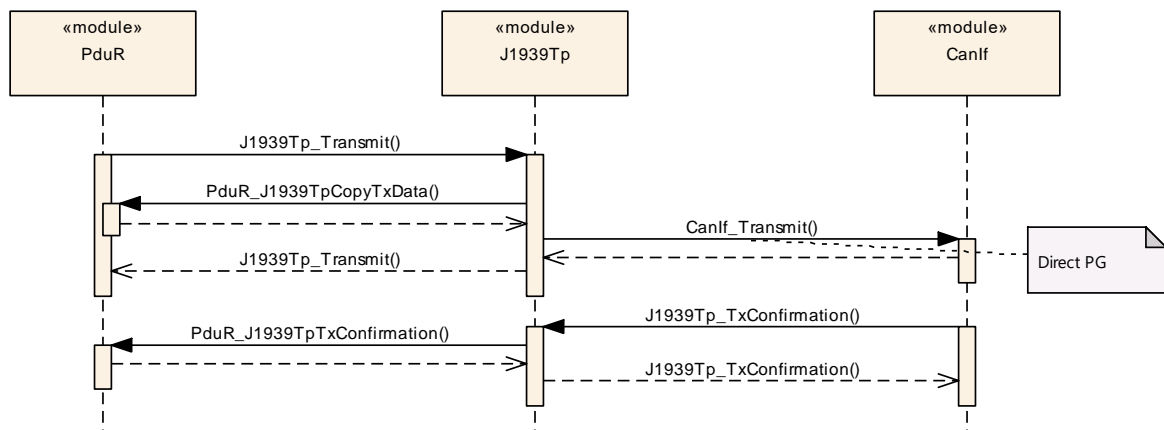 «module»
PduR
«module»
J1939Tp
«module»
CanIf
J1939Tp_Transmit()
PduR_J1939TpCopyTxData()
CanIf_Transmit()
Direct PG
J1939Tp_Transmit()
J1939Tp_TxConfirmation()
PduR_J1939TpTxConfirmation()
J1939Tp_TxConfirmation()